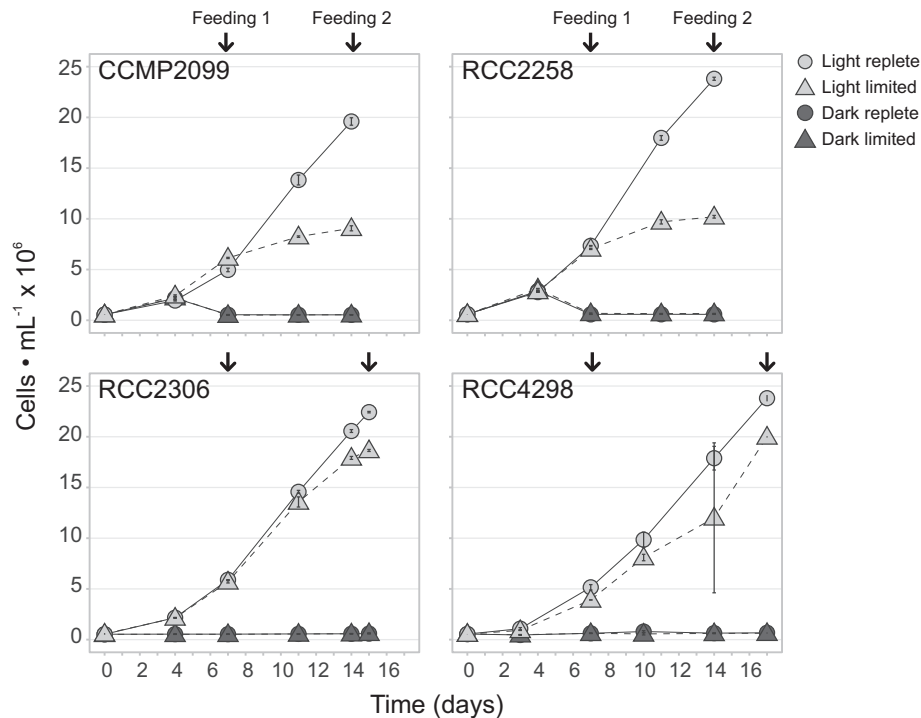 Feeding 1 Feeding 2 Feeding 1 Feeding 2
CCMP2099 RCC2258
Light replete
Light limited
Dark replete
Dark limited
25
20
15
10
5
0
RCC2306 RCC4298
25
20
15
10
5
0
Cells • mL⁻¹ x 10⁶
0 2 4 6 8 10 12 14 16 0 2 4 6 8 10 12 14 16
Time (days)